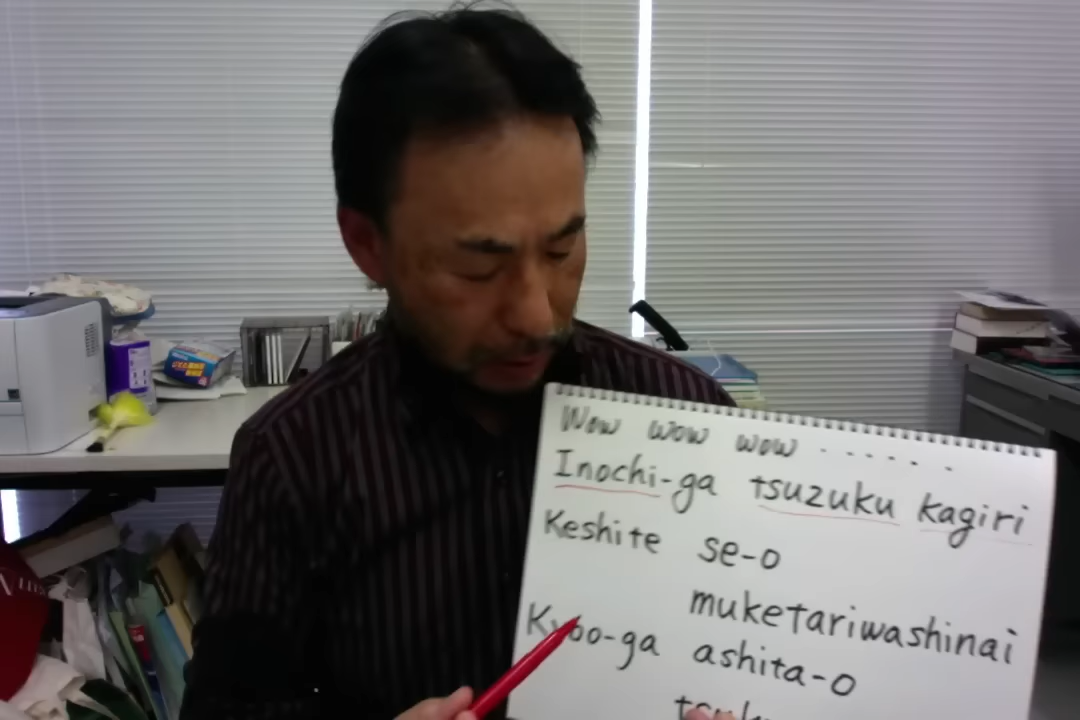 Wow wow wow ......
Inochi-ga tsuzuku kagiri
Keshite se-o
muketariwashinai
Kyoo-ga ashita-o